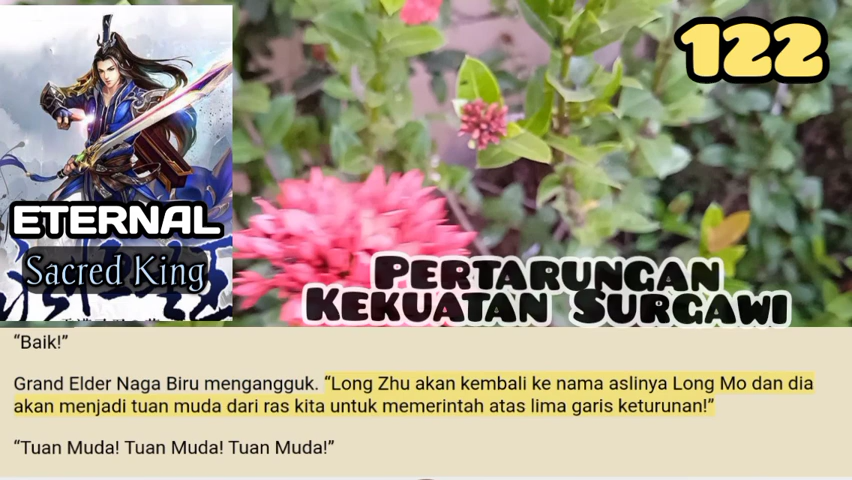 122
ETERNAL
Sacred King
PERTARUNGAN
KEKUATAN SURGAWI
“Baik!”
Grand Elder Naga Biru mengangguk. “Long Zhu akan kembali ke nama aslinya Long Mo dan dia
akan menjadi tuan muda dari ras kita untuk memerintah atas lima garis keturunan!”
“Tuan Muda! Tuan Muda! Tuan Muda!”